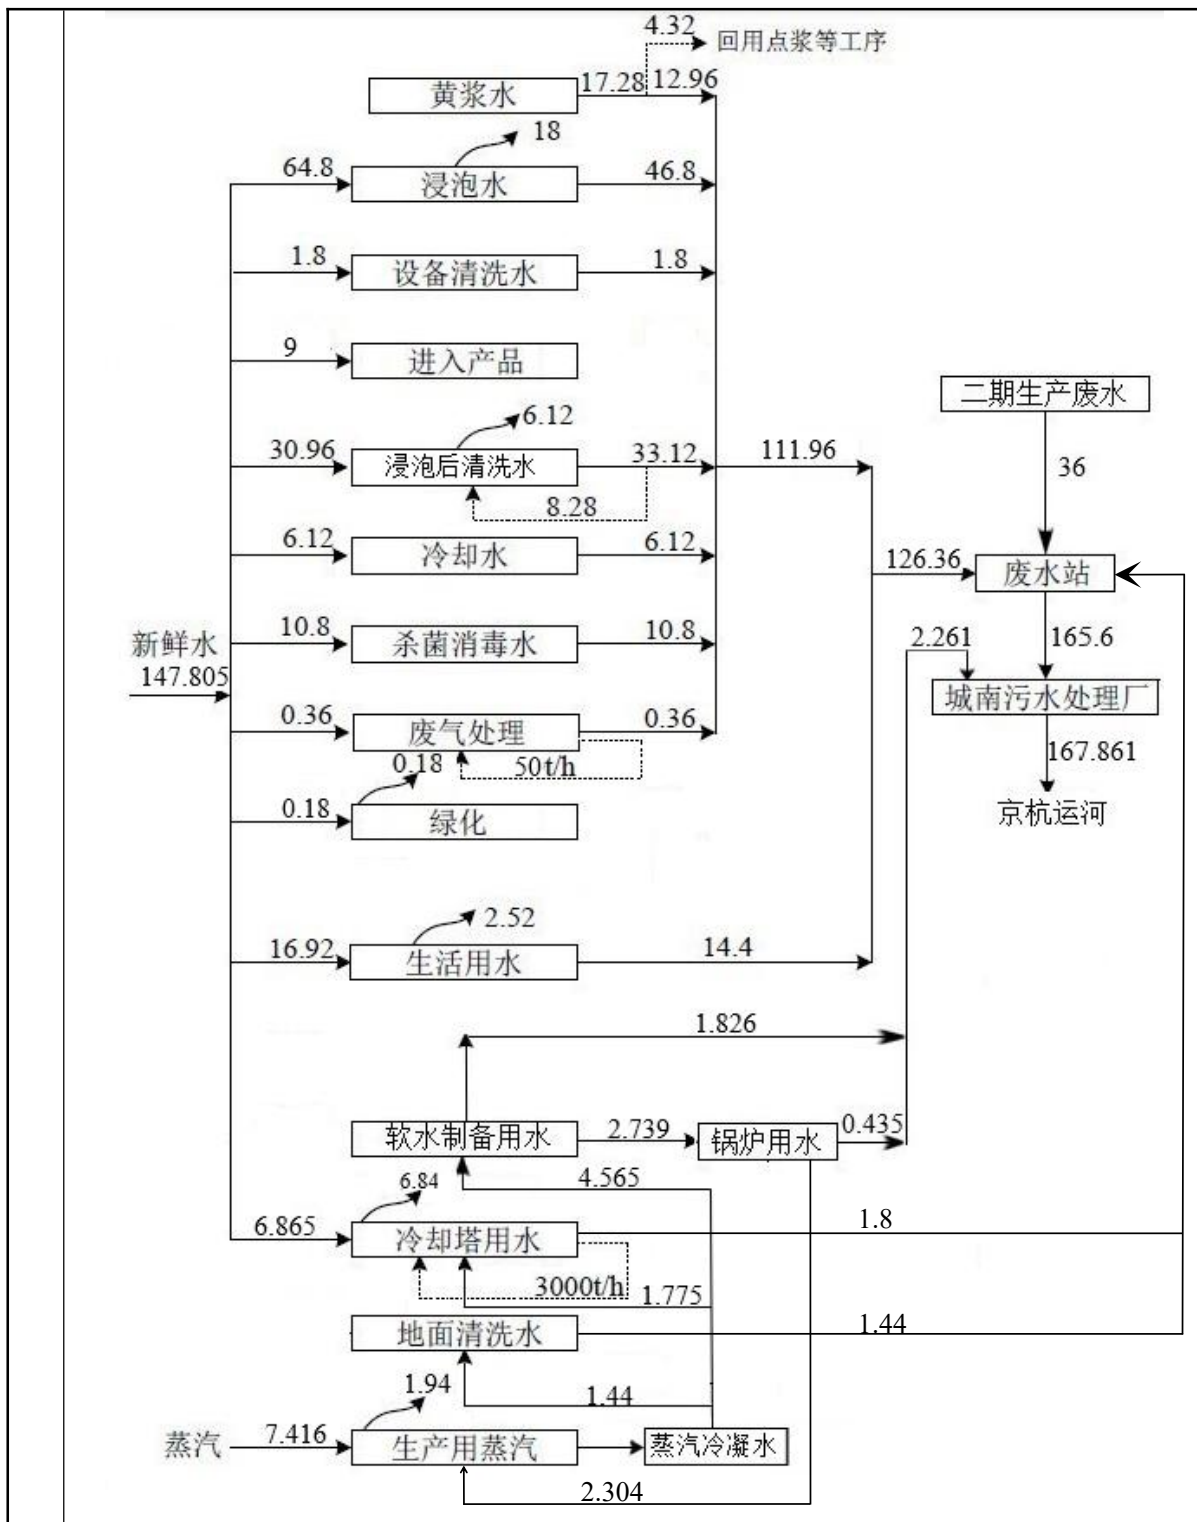 4.32
回用点浆等工序
黄浆水
17.28
12.96
18
64.8
浸泡水
46.8
1.8
设备清洗水
1.8
9
进入产品
二期生产废水
6.12
30.96
浸泡后清洗水
33.12
111.96
36
8.28
6.12
冷却水
6.12
126.36
废水站
新鲜水
147.805
10.8
杀菌消毒水
10.8
2.261
165.6
城南污水处理厂
0.36
废气处理
0.36
50t/h
167.861
0.18
0.18
绿化
京杭运河
2.52
16.92
生活用水
14.4
1.826
软水制备用水
2.739
锅炉用水
0.435
6.84
4.565
6.865
冷却塔用水
1.8
3000t/h
1.775
地面清洗水
1.44
1.94
1.44
蒸汽
7.416
生产用蒸汽
蒸汽冷凝水
2.304